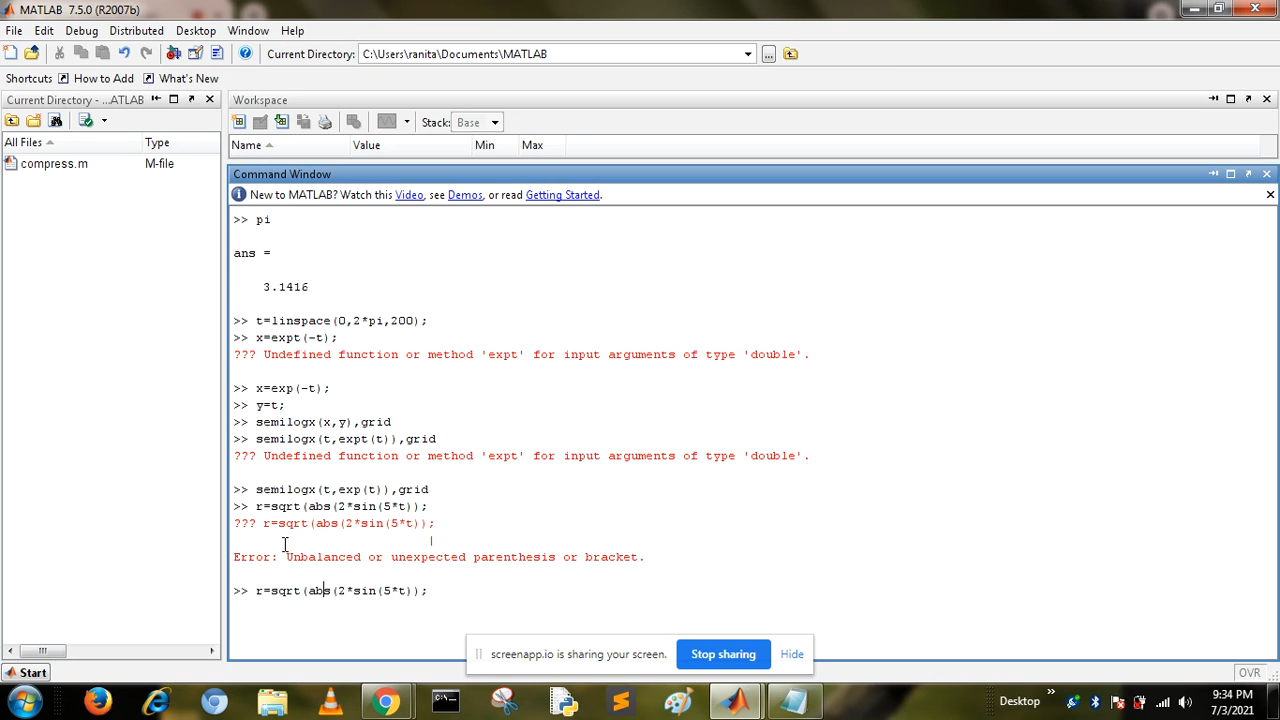 MATLAB 7.5.0 (R2007b)
File Edit Debug Distributed Desktop Window Help
Current Directory: C:\Users\ranita\Documents\MATLAB ...
Shortcuts How to Add What's New
Current Directory - ...ATLAB
Workspace
Stack: Base
All Files Type
Name Value Min Max
compress.m M-file
Command Window
New to MATLAB? Watch this Video, see Demos, or read Getting Started.
>> pi
ans =
3.1416
>> t=linspace(0,2*pi,200);
>> x=expt(-t);
??? Undefined function or method 'expt' for input arguments of type 'double'.
>> x=exp(-t);
>> y=t;
>> semilogx(x,y),grid
>> semilogx(t,expt(t)),grid
??? Undefined function or method 'expt' for input arguments of type 'double'.
>> semilogx(t,exp(t)),grid
>> r=sqrt(abs(2*sin(5*t));
??? r=sqrt(abs(2*sin(5*t));
|
Error: Unbalanced or unexpected parenthesis or bracket.
>> r=sqrt(abs(2*sin(5*t));
screenapp.io is sharing your screen. Stop sharing Hide
Start
OVR
Desktop
9:34 PM
7/3/2021